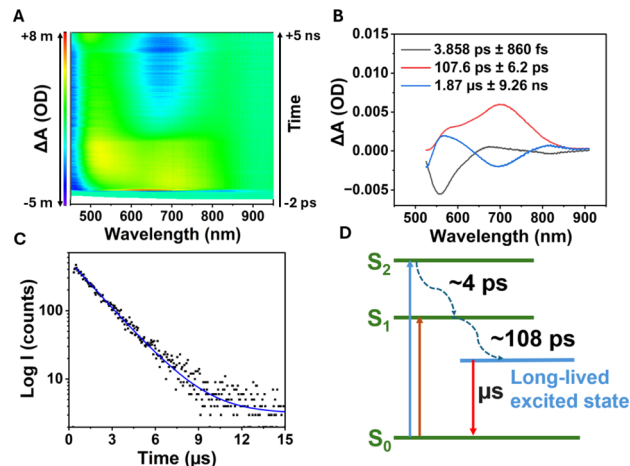 A
+8 m
-5 m
ΔA (OD)
+5 ns
-2 ps
Time
450 600 750 900
Wavelength (nm)
B
0.015
0.010
0.005
0.000
−0.005
ΔA (OD)
3.858 ps ± 860 fs
107.6 ps ± 6.2 ps
1.87 μs ± 9.26 ns
500 600 700 800 900
Wavelength (nm)
C
100
10
Log I (counts)
0 3 6 9 12 15
Time (μs)
D
S2
~4 ps
S1
~108 ps
μs
Long-lived
excited state
S0